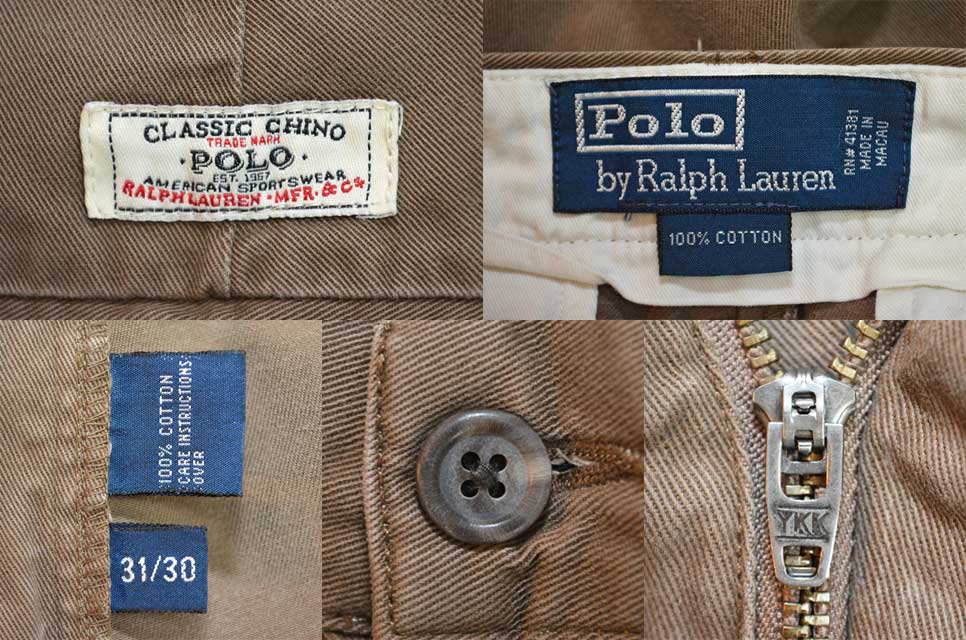 CLASSIC CHINO
TRADE MARK
·POLO·
EST. 1967
AMERICAN SPORTSWEAR
RALPH LAUREN·MFR.&Co.
Polo
by Ralph Lauren
RN# 41381
MADE IN
MACAU
100% COTTON
100% COTTON
CARE INSTRUCTIONS:
OVER
31/30
YKK